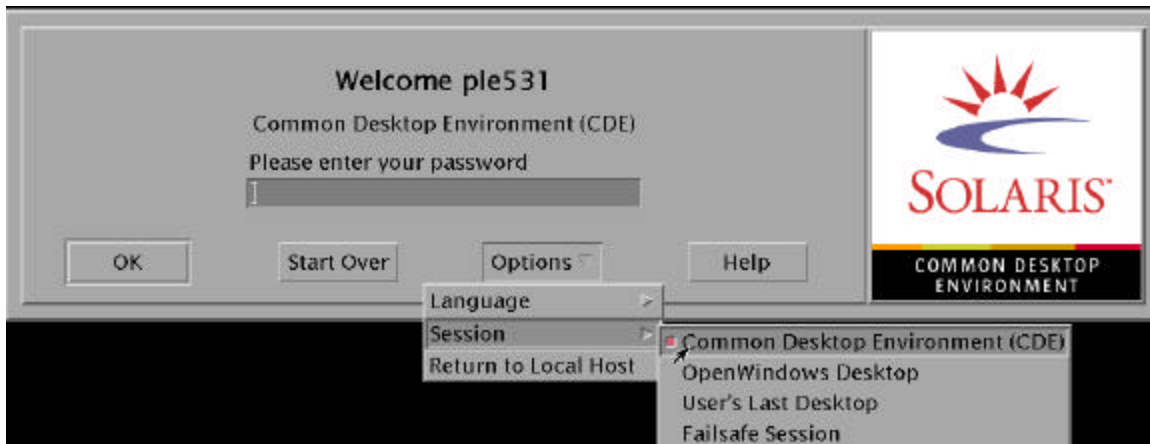 Welcome ple531
Common Desktop Environment (CDE)
Please enter your password
OK
Start Over
Options
Help
Language
Session
Return to Local Host
Common Desktop Environment (CDE)
OpenWindows Desktop
User's Last Desktop
Failsafe Session
SOLARIS™
COMMON DESKTOP
ENVIRONMENT